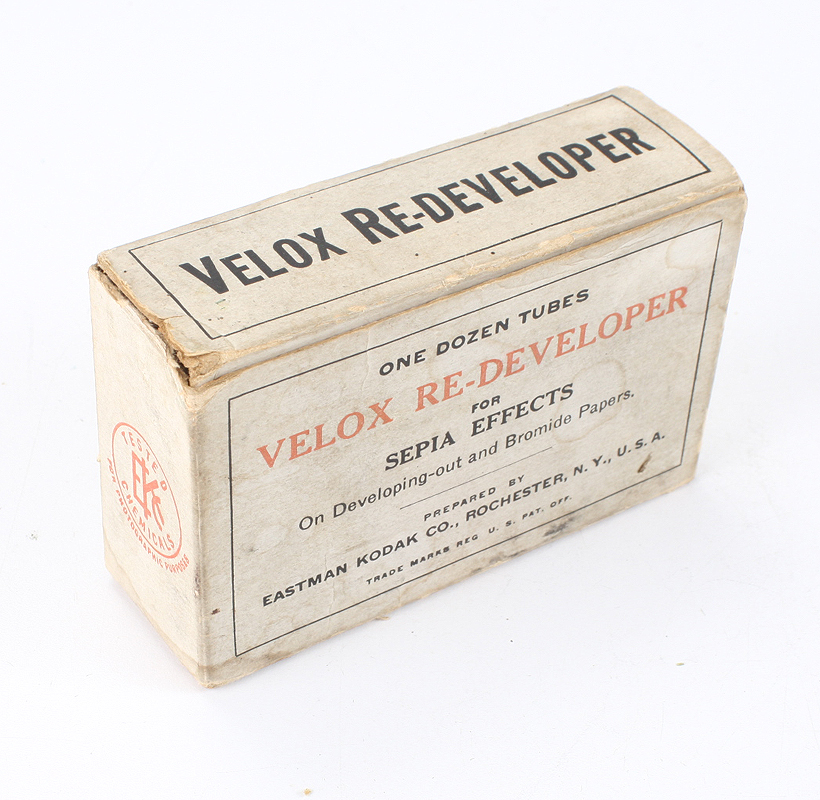 VELOX RE-DEVELOPER
ONE DOZEN TUBES
VELOX RE-DEVELOPER
FOR
SEPIA EFFECTS
On Developing-out and Bromide Papers.
PREPARED BY
EASTMAN KODAK CO., ROCHESTER, N. Y., U. S. A.
TRADE MARKS REG U. S. PAT. OFF.
TESTED
EKC
CHEMICALS
FOR PHOTOGRAPHIC PURPOSES